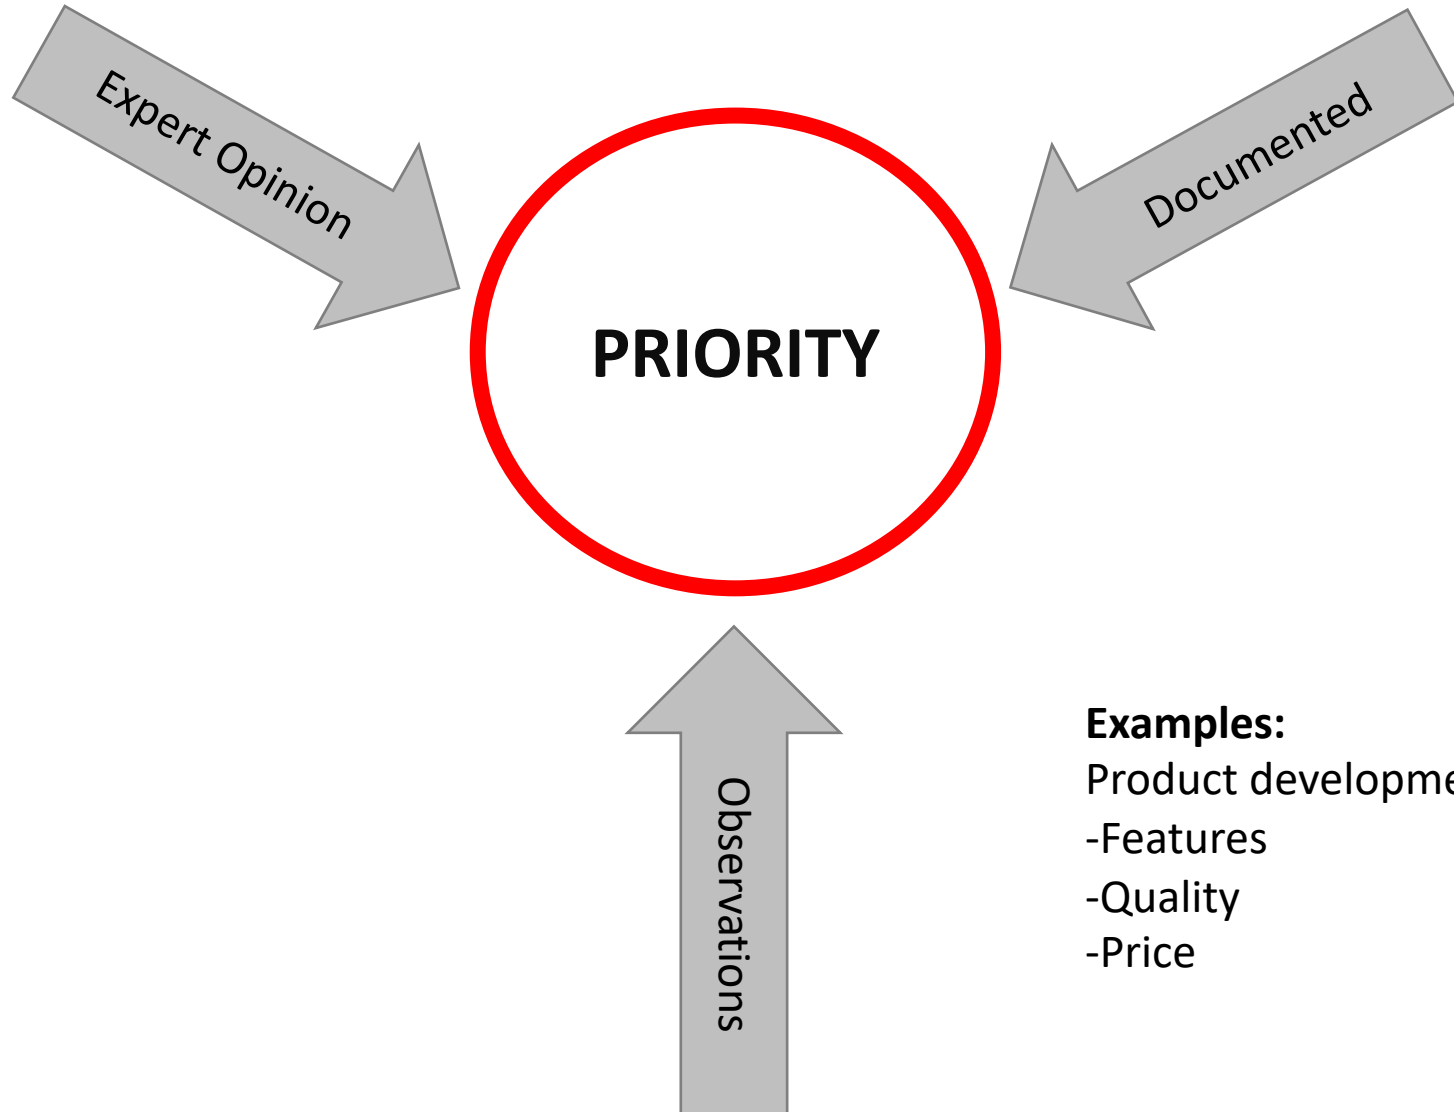 Expert Opinion
Documented
PRIORITY
Observations
Examples:
Product developme
-Features
-Quality
-Price